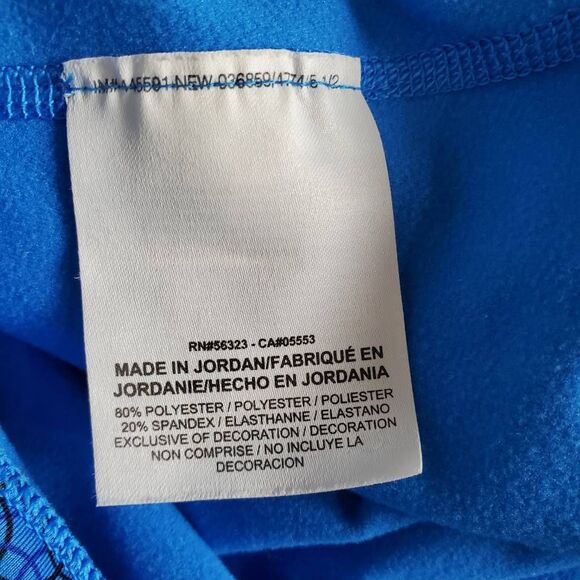 RN#56323 - CA#05553
MADE IN JORDAN/FABRIQUÉ EN
JORDANIE/HECHO EN JORDANIA
80% POLYESTER / POLYESTER / POLIESTER
20% SPANDEX / ELASTHANNE / ELASTANO
EXCLUSIVE OF DECORATION / DECORATION
NON COMPRISE / NO INCLUYE LA
DECORACION